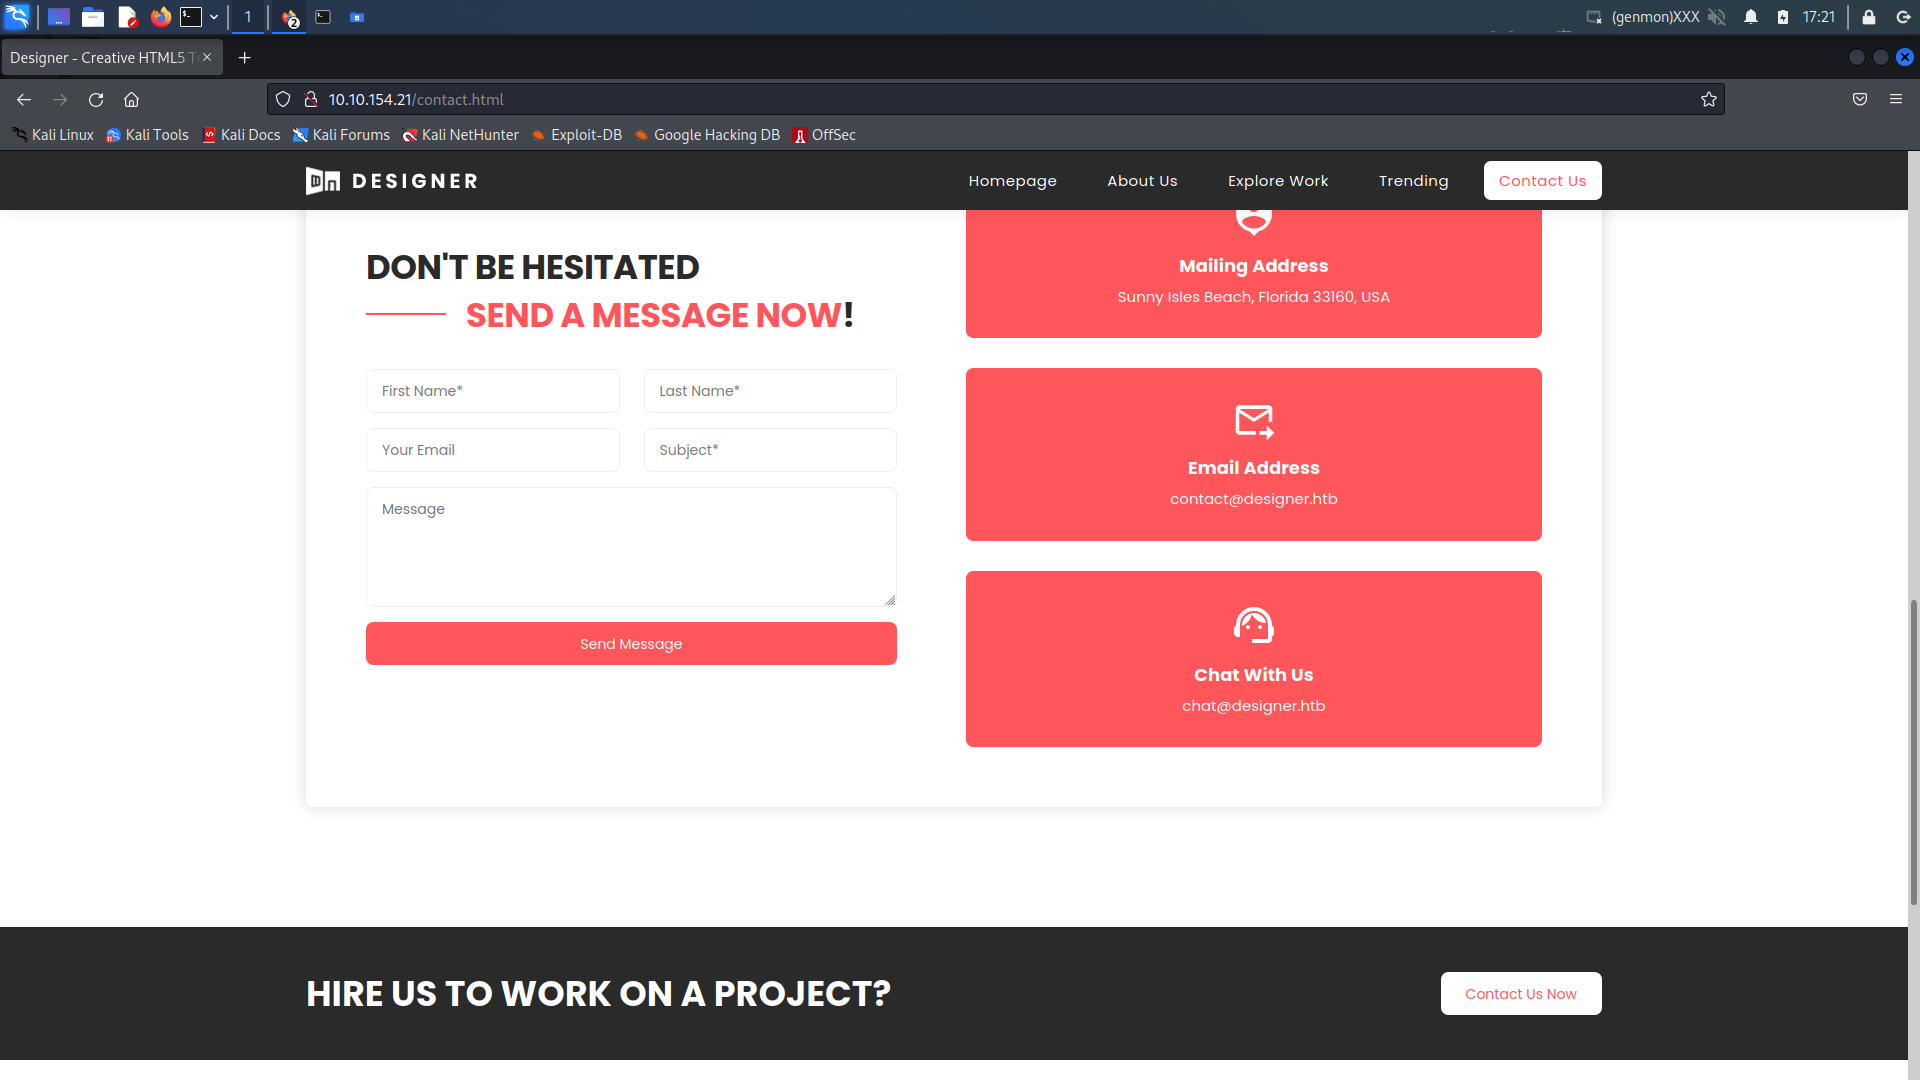 1
2
(genmon)XXX
17:21
Designer - Creative HTML5 T
10.10.154.21/contact.html
Kali Linux
Kali Tools
Kali Docs
Kali Forums
Kali NetHunter
Exploit-DB
Google Hacking DB
OffSec
DESIGNER
Homepage
About Us
Explore Work
Trending
Contact Us
DON'T BE HESITATED
SEND A MESSAGE NOW!
First Name*
Last Name*
Your Email
Subject*
Message
Send Message
Mailing Address
Sunny Isles Beach, Florida 33160, USA
Email Address
contact@designer.htb
Chat With Us
chat@designer.htb
HIRE US TO WORK ON A PROJECT?
Contact Us Now